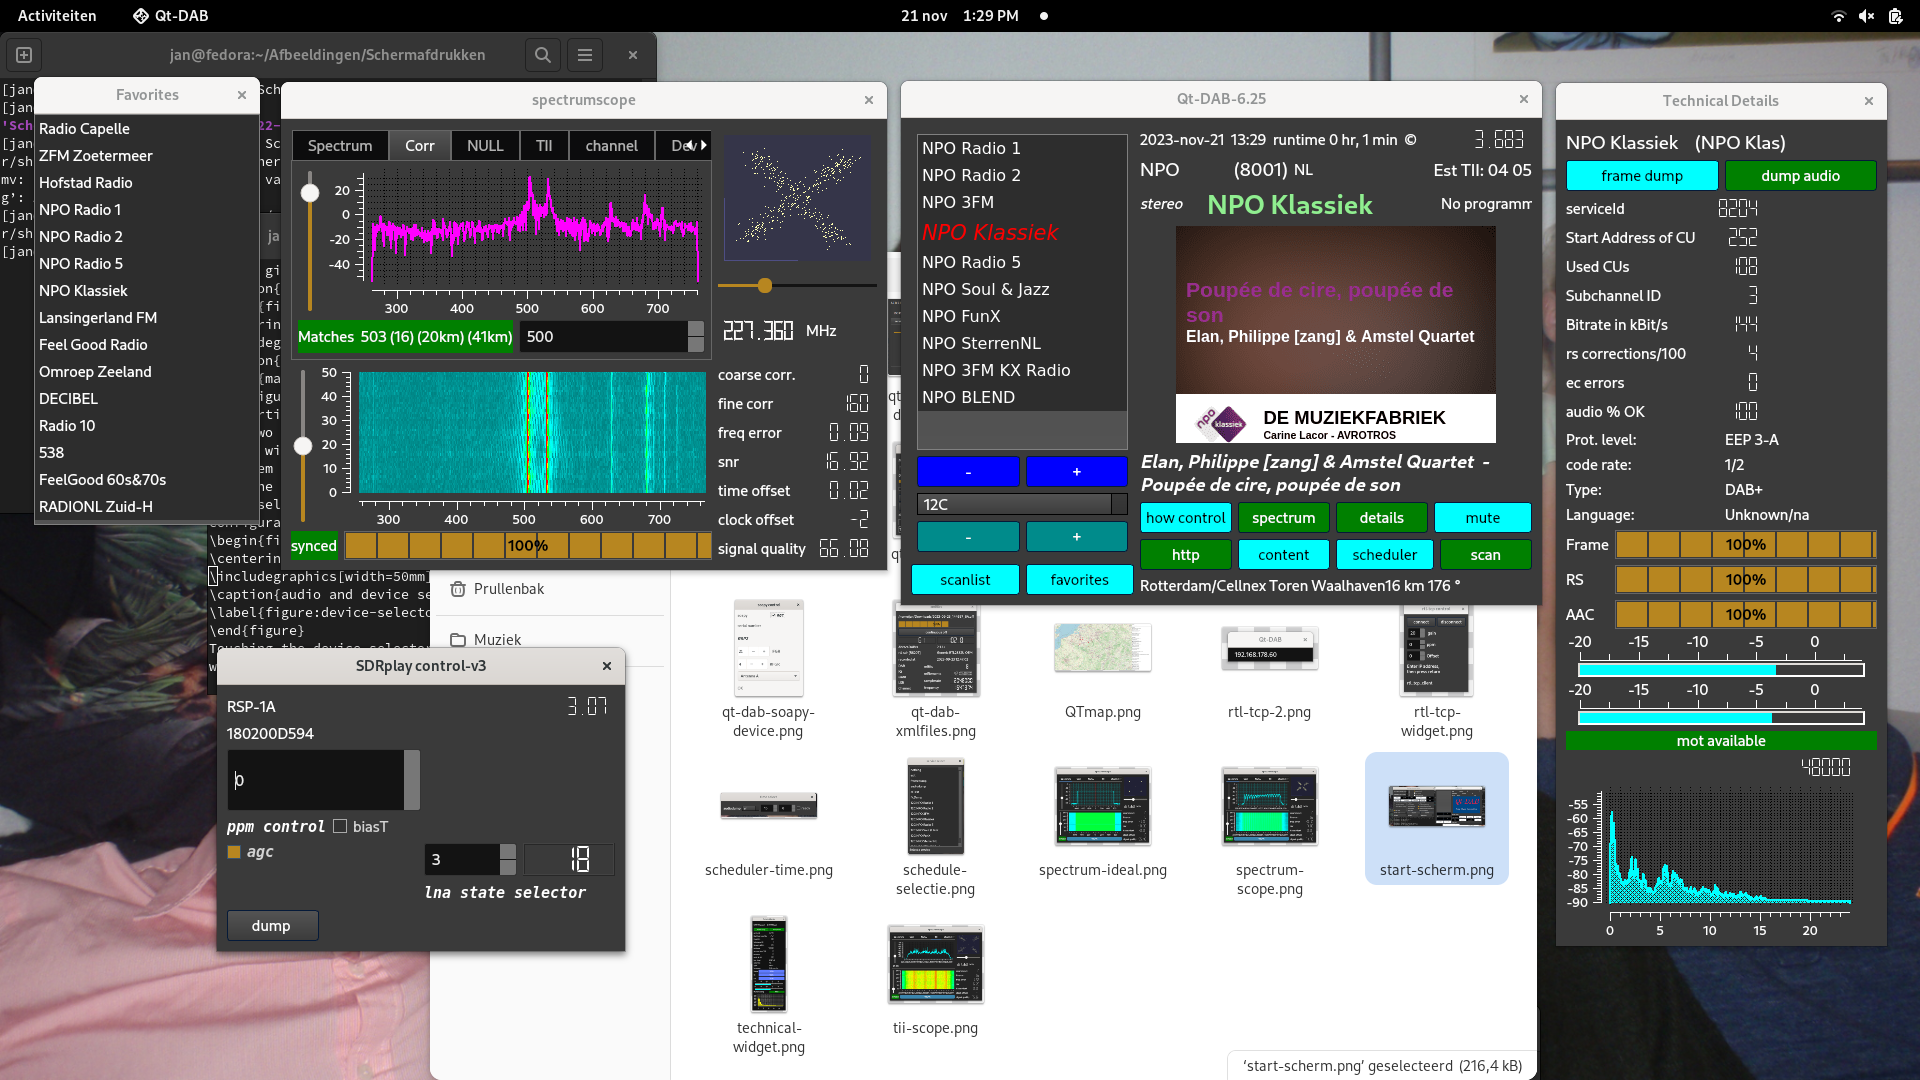 Activiteiten
Qt-DAB
21 nov 1:29 PM
jan@fedora:~/Afbeeldingen/Schermafdrukken
Favorites
Radio Capelle
ZFM Zoetermeer
Hofstad Radio
NPO Radio 1
NPO Radio 2
NPO Radio 5
NPO Klassiek
Lansingerland FM
Feel Good Radio
Omroep Zeeland
DECIBEL
Radio 10
538
FeelGood 60s&70s
RADIONL Zuid-H
spectrumscope
Spectrum Corr NULL TII channel Dev
20
0
-20
-40
300 400 500 600 700
Matches 503 (16) (20km) (41km) 500
50
40
30
20
10
0
300 400 500 600 700
synced 100%
227.360 MHz
coarse corr. 0
fine corr 160
freq error 0.09
snr 16.92
time offset 0.02
clock offset -2
signal quality 66.08
Qt-DAB-6.25
NPO Radio 1
NPO Radio 2
NPO 3FM
NPO Klassiek
NPO Radio 5
NPO Soul & Jazz
NPO FunX
NPO SterrenNL
NPO 3FM KX Radio
NPO BLEND
- +
12C
- +
scanlist favorites
2023-nov-21 13:29 runtime 0 hr, 1 min © 3.683
NPO (8001) NL Est TII: 04 05
stereo NPO Klassiek No programm
Poupée de cire, poupée de
son
Elan, Philippe [zang] & Amstel Quartet
npo klassiek
DE MUZIEKFABRIEK
Carine Lacor - AVROTROS
Elan, Philippe [zang] & Amstel Quartet -
Poupée de cire, poupée de son
how control spectrum details mute
http content scheduler scan
Rotterdam/Cellnex Toren Waalhaven16 km 176 °
Technical Details
NPO Klassiek (NPO Klas)
frame dump dump audio
serviceId 8204
Start Address of CU 252
Used CUs 108
Subchannel ID 3
Bitrate in kBit/s 144
rs corrections/100 4
ec errors 0
audio % OK 100
Prot. level: EEP 3-A
code rate: 1/2
Type: DAB+
Language: Unknown/na
Frame 100%
RS 100%
AAC 100%
-20 -15 -10 -5 0
-20 -15 -10 -5 0
mot available
48000
-55
-60
-65
-70
-75
-80
-85
-90
0 5 10 15 20
\begin{fi
\centerin
\includegraphics[width=50mm]
\caption{audio and device se
\label{figure:device-selecto
\end{figure}
Prullenbak
Muziek
SDRplay control-v3
RSP-1A 3.07
180200D594
0
ppm control biasT
agc
3 18
lna state selector
dump
qt-dab-soapy-
device.png
qt-dab-
xmlfiles.png
QTmap.png
rtl-tcp-2.png
rtl-tcp-
widget.png
Qt-DAB
192.168.178.60
scheduler-time.png
schedule-
selectie.png
spectrum-ideal.png
spectrum-
scope.png
start-scherm.png
technical-
widget.png
tii-scope.png
‘start-scherm.png’ geselecteerd (216,4 kB)